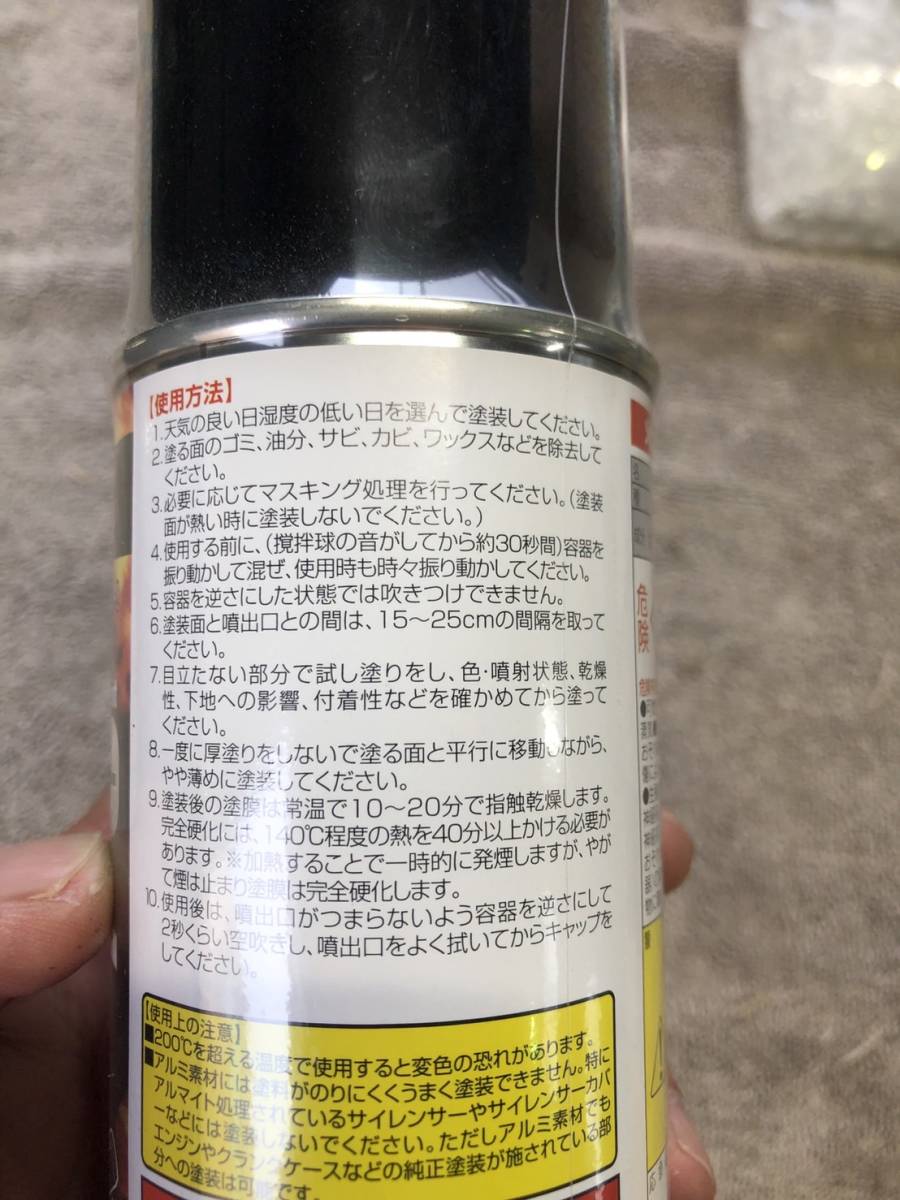 【使用方法】
1.天気の良い日湿度の低い日を選んで塗装してください。
2.塗る面のゴミ、油分、サビ、カビ、ワックスなどを除去して
ください。
3.必要に応じてマスキング処理を行ってください。(塗装
面が熱い時に塗装しないでください。)
4.使用する前に、(撹拌球の音がしてから約30秒間)容器を
振り動かして混ぜ、使用時も時々振り動かしてください。
5.容器を逆さにした状態では吹きつけできません。
6.塗装面と噴出口との間は、15〜25cmの間隔を取って
ください。
7.目立たない部分で試し塗りをし、色・噴射状態、乾燥
性、下地への影響、付着性などを確かめてから塗って
ください。
8.一度に厚塗りをしないで塗る面と平行に移動しながら、
やや薄めに塗装してください。
9.塗装後の塗膜は常温で10〜20分で指触乾燥します。
完全硬化には、140℃程度の熱を40分以上かける必要が
あります。※加熱することで一時的に発煙しますが、やが
て煙は止まり塗膜は完全硬化します。
10.使用後は、噴出口がつまらないよう容器を逆さにして
2秒くらい空吹きし、噴出口をよく拭いてからキャップを
してください。
【使用上の注意】
■200℃を超える温度で使用すると変色の恐れがあります。
■アルミ素材には塗料がのりにくくうまく塗装できません。特に
アルマイト処理されているサイレンサーやサイレンサーカバ
ーなどには塗装しないでください。ただしアルミ素材でも
エンジンやクランクケースなどの純正塗装が施されている部
分への塗装は可能です。
危険